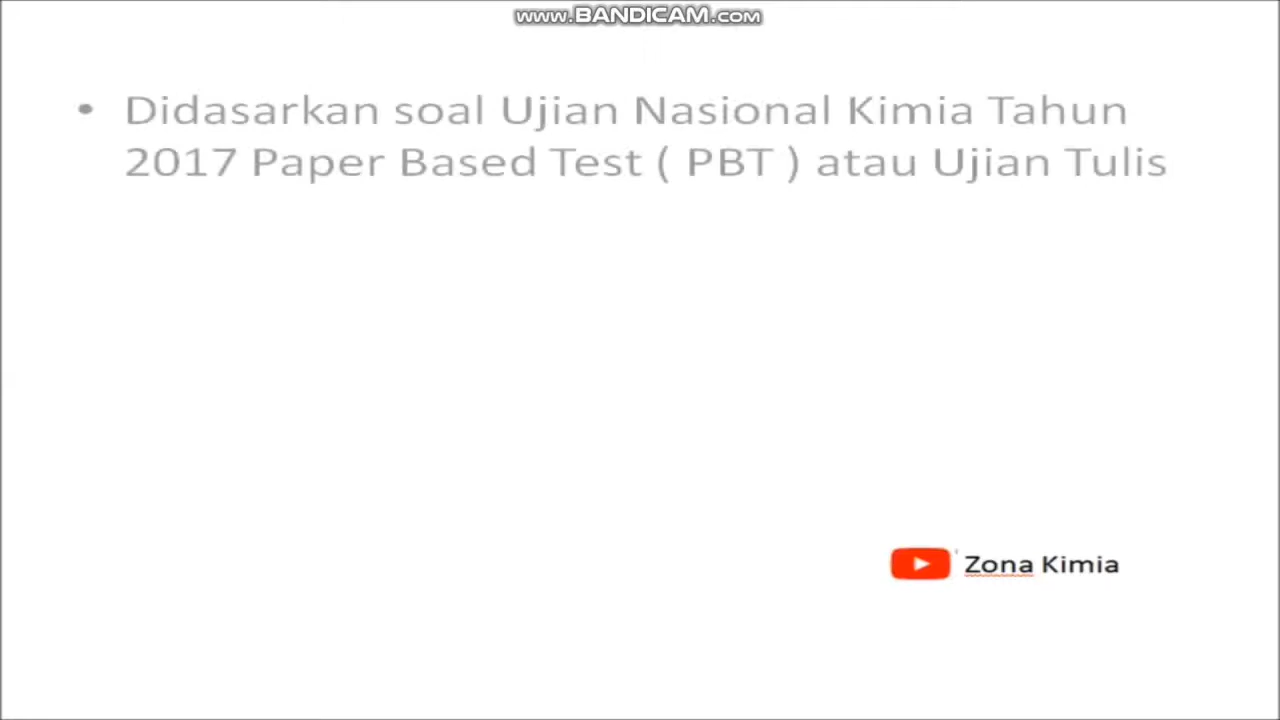 www.BANDICAM.com
• Didasarkan soal Ujian Nasional Kimia Tahun
2017 Paper Based Test ( PBT ) atau Ujian Tulis
Zona Kimia